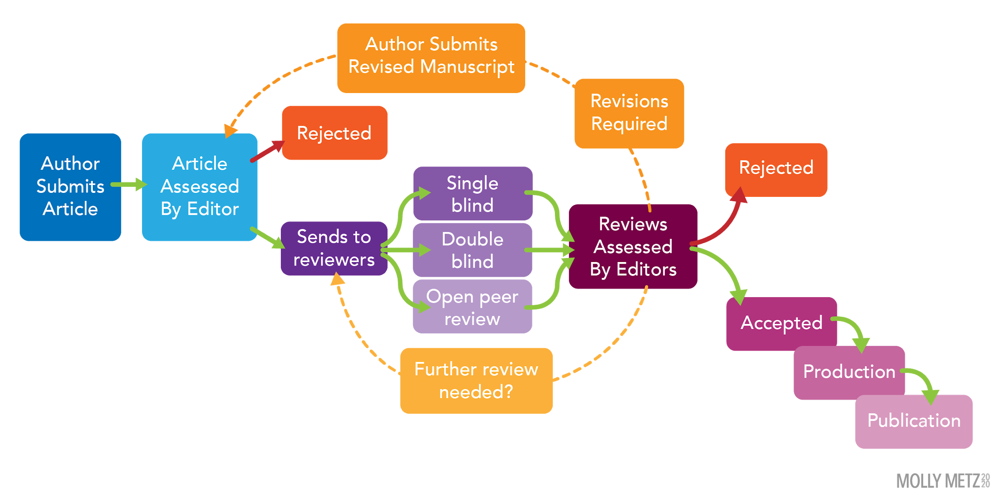 Author Submits
Revised Manuscript
Revisions
Required
Rejected
Author
Submits
Article
Article
Assessed
By Editor
Rejected
Sends to
reviewers
Single
blind
Double
blind
Open peer
review
Reviews
Assessed
By Editors
Accepted
Further review
needed?
Production
Publication
MOLLY METZ 2020